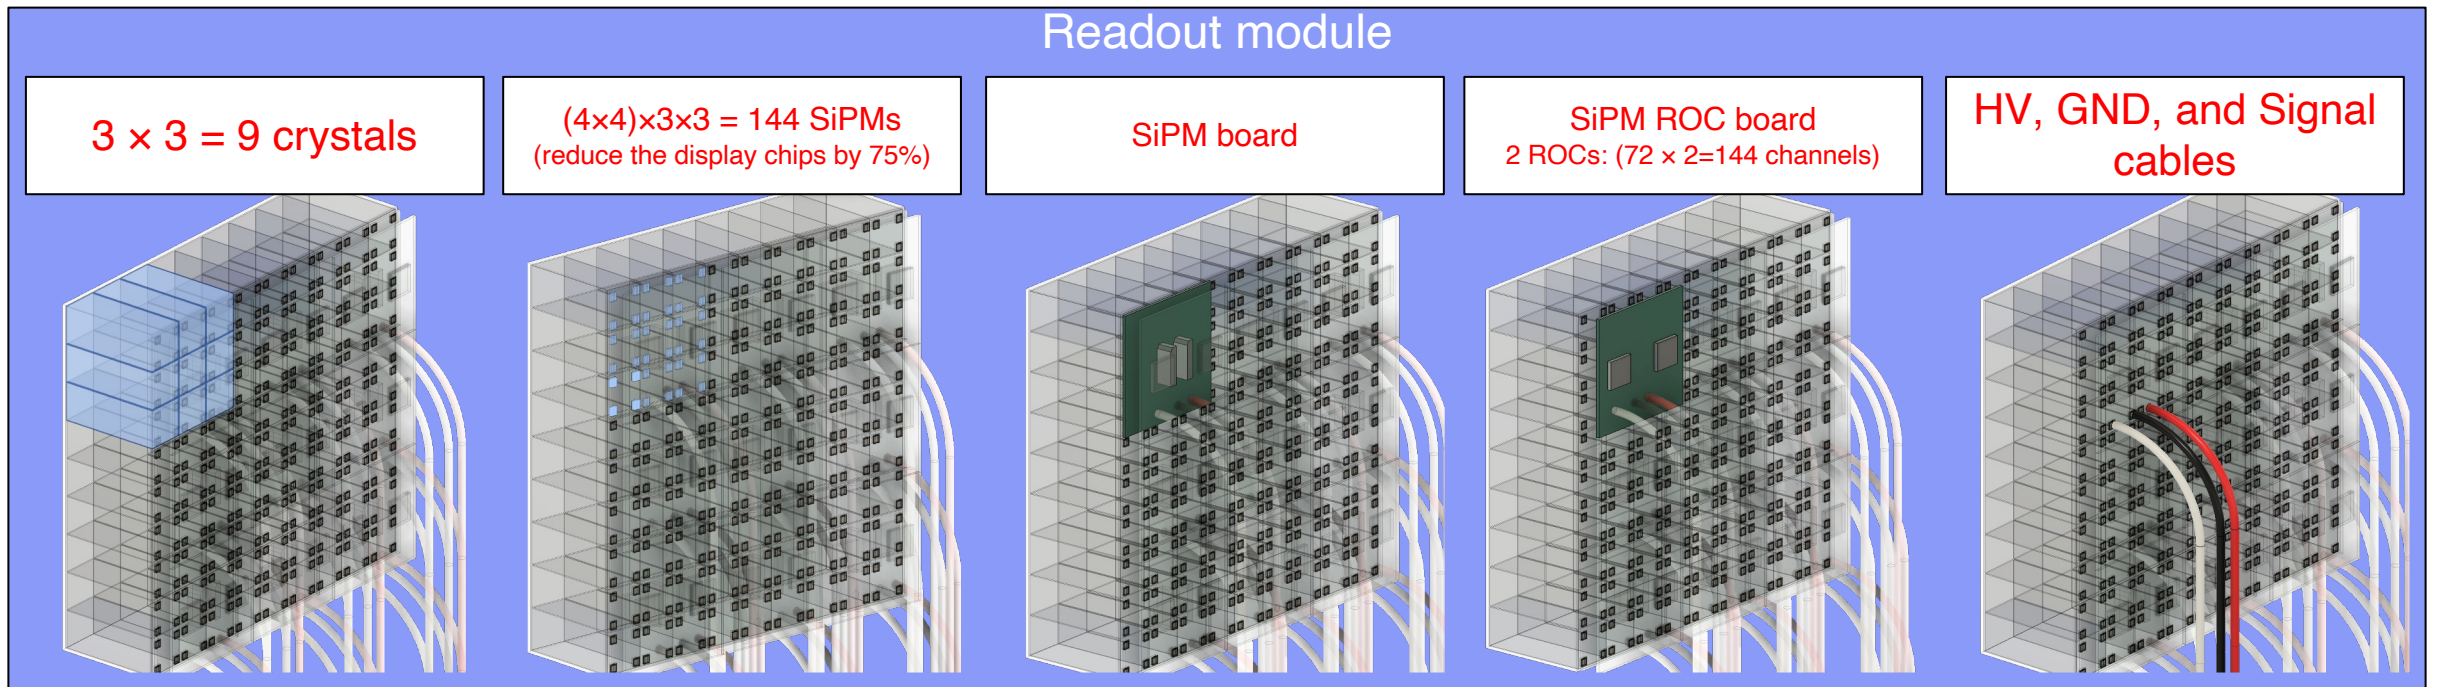 Readout module
3 × 3 = 9 crystals
(4×4)×3×3 = 144 SiPMs
(reduce the display chips by 75%)
SiPM board
SiPM ROC board
2 ROCs: (72 × 2=144 channels)
HV, GND, and Signal
cables